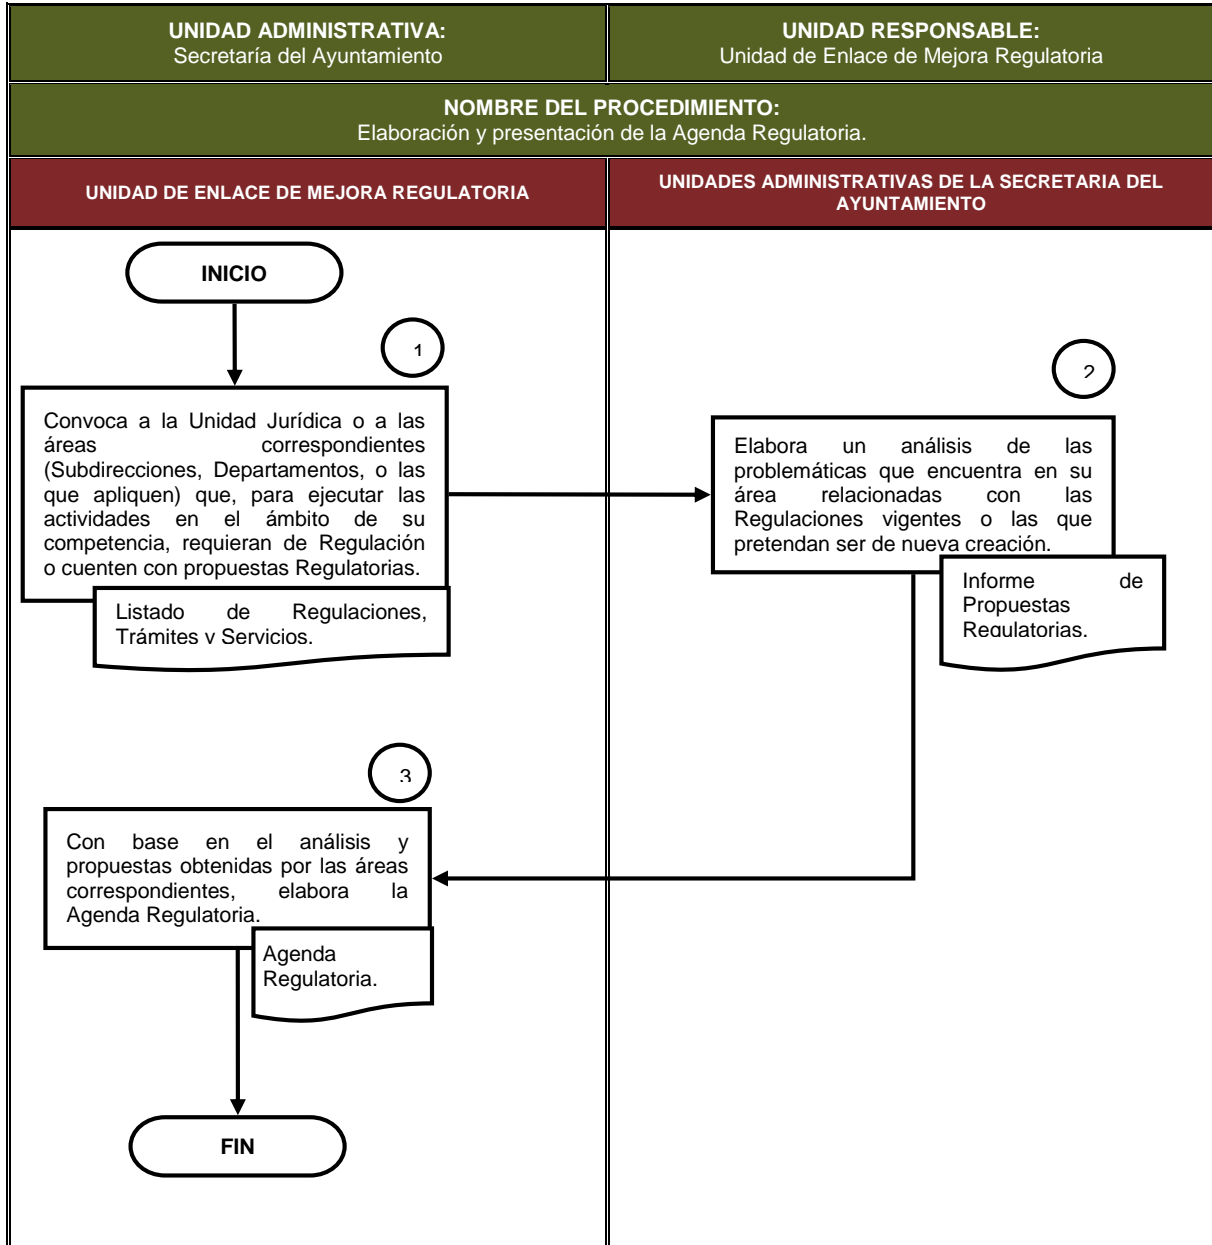 UNIDAD ADMINISTRATIVA:
Secretaría del Ayuntamiento
UNIDAD RESPONSABLE:
Unidad de Enlace de Mejora Regulatoria
NOMBRE DEL PROCEDIMIENTO:
Elaboración y presentación de la Agenda Regulatoria.
UNIDAD DE ENLACE DE MEJORA REGULATORIA
UNIDADES ADMINISTRATIVAS DE LA SECRETARIA DEL
AYUNTAMIENTO
INICIO
1
Convoca a la Unidad Jurídica o a las
áreas correspondientes
(Subdirecciones, Departamentos, o las
que apliquen) que, para ejecutar las
actividades en el ámbito de su
competencia, requieran de Regulación
o cuenten con propuestas Regulatorias.
Listado de Regulaciones,
Trámites y Servicios.
2
Elabora un análisis de las
problemáticas que encuentra en su
área relacionadas con las
Regulaciones vigentes o las que
pretendan ser de nueva creación.
Informe de
Propuestas
Regulatorias.
3
Con base en el análisis y
propuestas obtenidas por las áreas
correspondientes, elabora la
Agenda Regulatoria.
Agenda
Regulatoria.
FIN